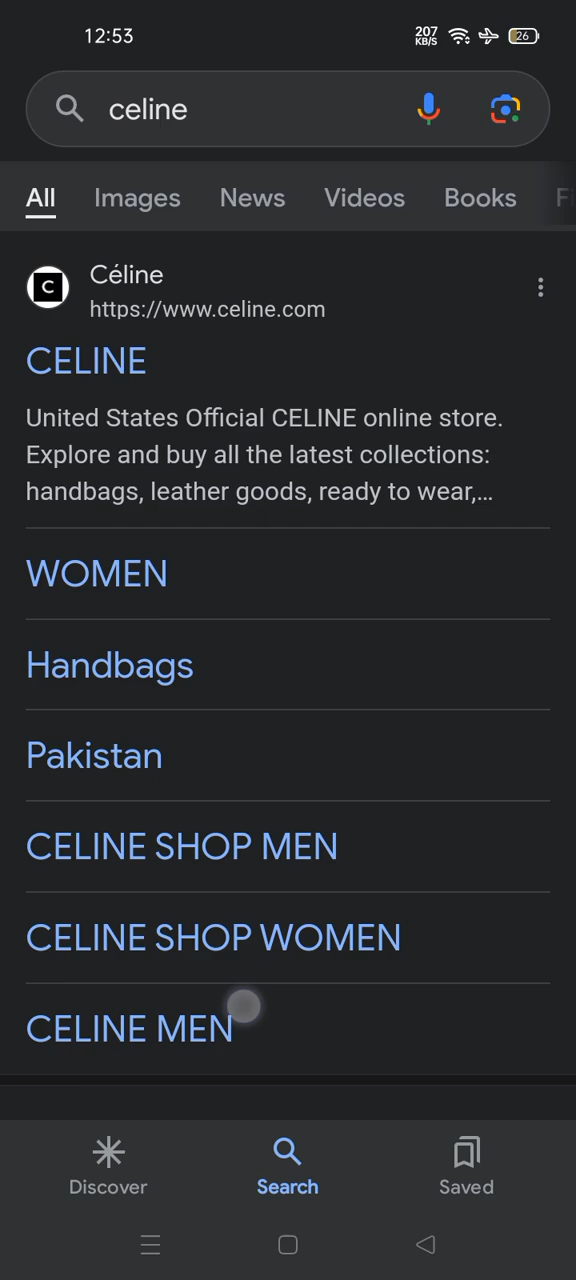 12:53
207
KB/S
26
celine
All Images News Videos Books Fi
C
Céline
https://www.celine.com
CELINE
United States Official CELINE online store.
Explore and buy all the latest collections:
handbags, leather goods, ready to wear,...
WOMEN
Handbags
Pakistan
CELINE SHOP MEN
CELINE SHOP WOMEN
CELINE MEN
Discover Search Saved